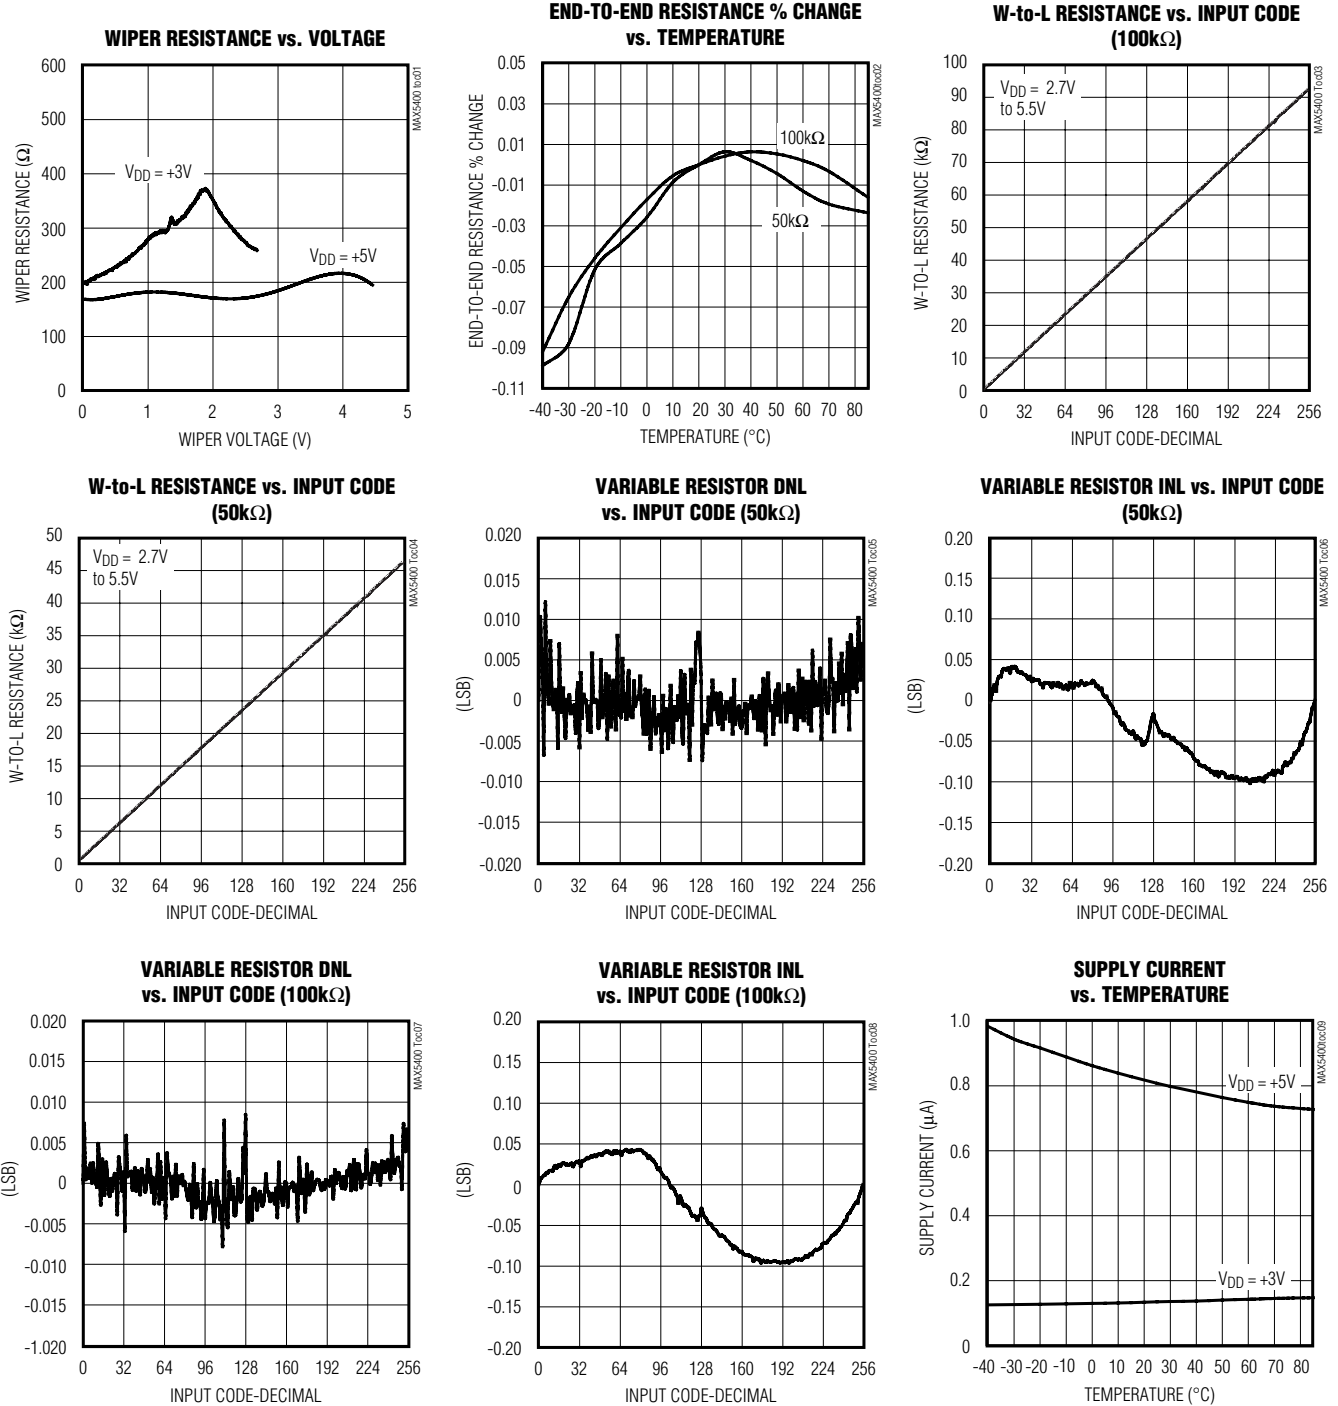 WIPER RESISTANCE vs. VOLTAGE
600
500
400
300
200
100
0
0 1 2 3 4 5
WIPER RESISTANCE (Ω)
WIPER VOLTAGE (V)
VDD = +3V
VDD = +5V
MAX5400 toc01
END-TO-END RESISTANCE % CHANGE
vs. TEMPERATURE
0.05
0.03
0.01
-0.01
-0.03
-0.05
-0.07
-0.09
-0.11
-40 -30 -20 -10 0 10 20 30 40 50 60 70 80
END-TO-END RESISTANCE % CHANGE
TEMPERATURE (°C)
100kΩ
50kΩ
MAX5400toc02
W-to-L RESISTANCE vs. INPUT CODE
(100kΩ)
100
90
80
70
60
50
40
30
20
10
0
0 32 64 96 128 160 192 224 256
W-TO-L RESISTANCE (kΩ)
INPUT CODE-DECIMAL
VDD = 2.7V
to 5.5V
MAX5400 Toc03
W-to-L RESISTANCE vs. INPUT CODE
(50kΩ)
50
45
40
35
30
25
20
15
10
5
0
0 32 64 96 128 160 192 224 256
W-TO-L RESISTANCE (kΩ)
INPUT CODE-DECIMAL
VDD = 2.7V
to 5.5V
MAX5400 Toc04
VARIABLE RESISTOR DNL
vs. INPUT CODE (50kΩ)
0.020
0.015
0.010
0.005
0
-0.005
-0.010
-0.015
-0.020
0 32 64 96 128 160 192 224 256
(LSB)
INPUT CODE-DECIMAL
MAX5400 Toc05
VARIABLE RESISTOR INL vs. INPUT CODE
(50kΩ)
0.20
0.15
0.10
0.05
0
-0.05
-0.10
-0.15
-0.20
0 32 64 96 128 160 192 224 256
(LSB)
INPUT CODE-DECIMAL
MAX5400 Toc06
VARIABLE RESISTOR DNL
vs. INPUT CODE (100kΩ)
0.020
0.015
0.010
0.005
0
-0.005
-0.010
-0.015
-1.020
0 32 64 96 128 160 192 224 256
(LSB)
INPUT CODE-DECIMAL
MAX5400 Toc07
VARIABLE RESISTOR INL
vs. INPUT CODE (100kΩ)
0.20
0.15
0.10
0.05
0
-0.05
-0.10
-0.15
-0.20
0 32 64 96 128 160 192 224 256
(LSB)
INPUT CODE-DECIMAL
MAX5400 Toc08
SUPPLY CURRENT
vs. TEMPERATURE
1.0
0.8
0.6
0.4
0.2
0
-40 -30 -20 -10 0 10 20 30 40 50 60 70 80
SUPPLY CURRENT (µA)
TEMPERATURE (°C)
VDD = +5V
VDD = +3V
MAX5400toc09